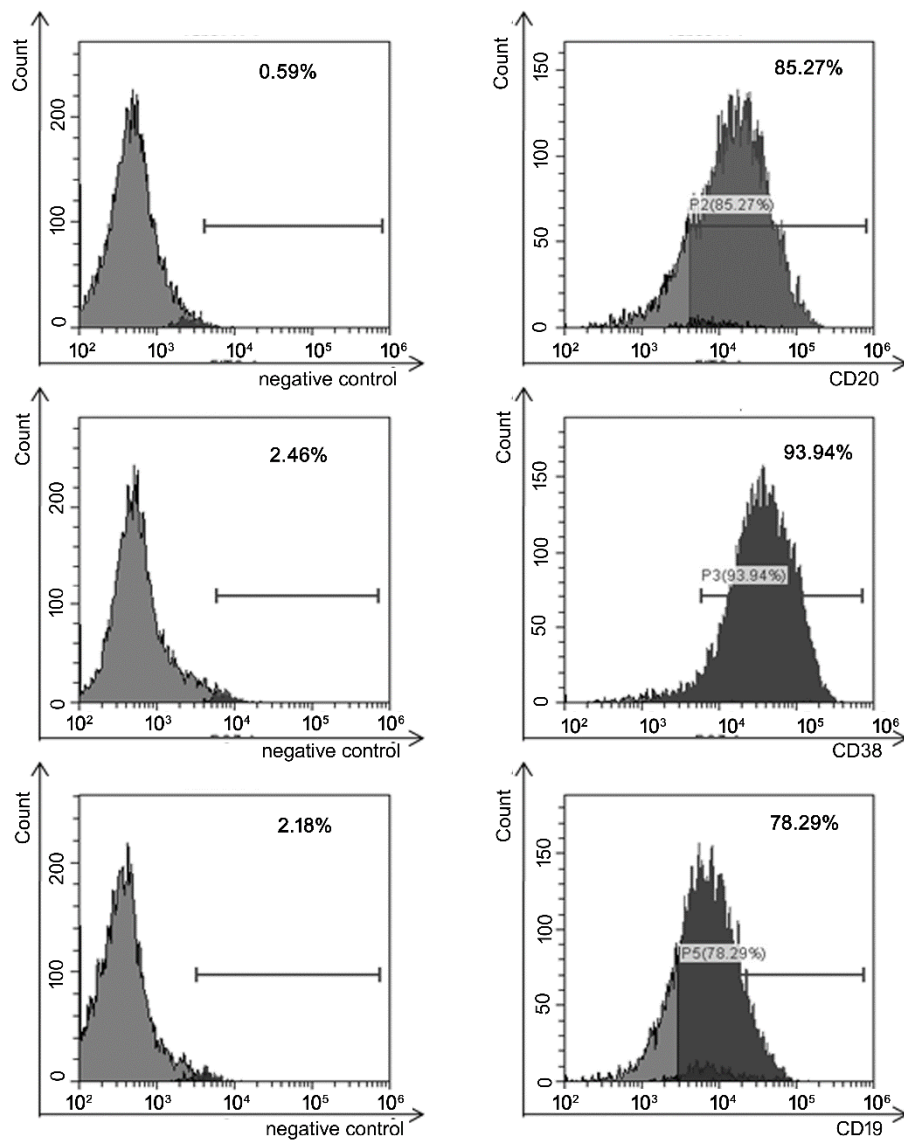 Count
0.59%
200
100
0
10² 10³ 10⁴ 10⁵ 10⁶
negative control
Count
85.27%
150
100
P2(85.27%)
50
0
10² 10³ 10⁴ 10⁵ 10⁶
CD20
Count
2.46%
200
100
0
10² 10³ 10⁴ 10⁵ 10⁶
negative control
Count
93.94%
150
100
P3(93.94%)
50
0
10² 10³ 10⁴ 10⁵ 10⁶
CD38
Count
2.18%
200
100
0
10² 10³ 10⁴ 10⁵ 10⁶
negative control
Count
78.29%
150
100
P5(78.29%)
50
0
10² 10³ 10⁴ 10⁵ 10⁶
CD19